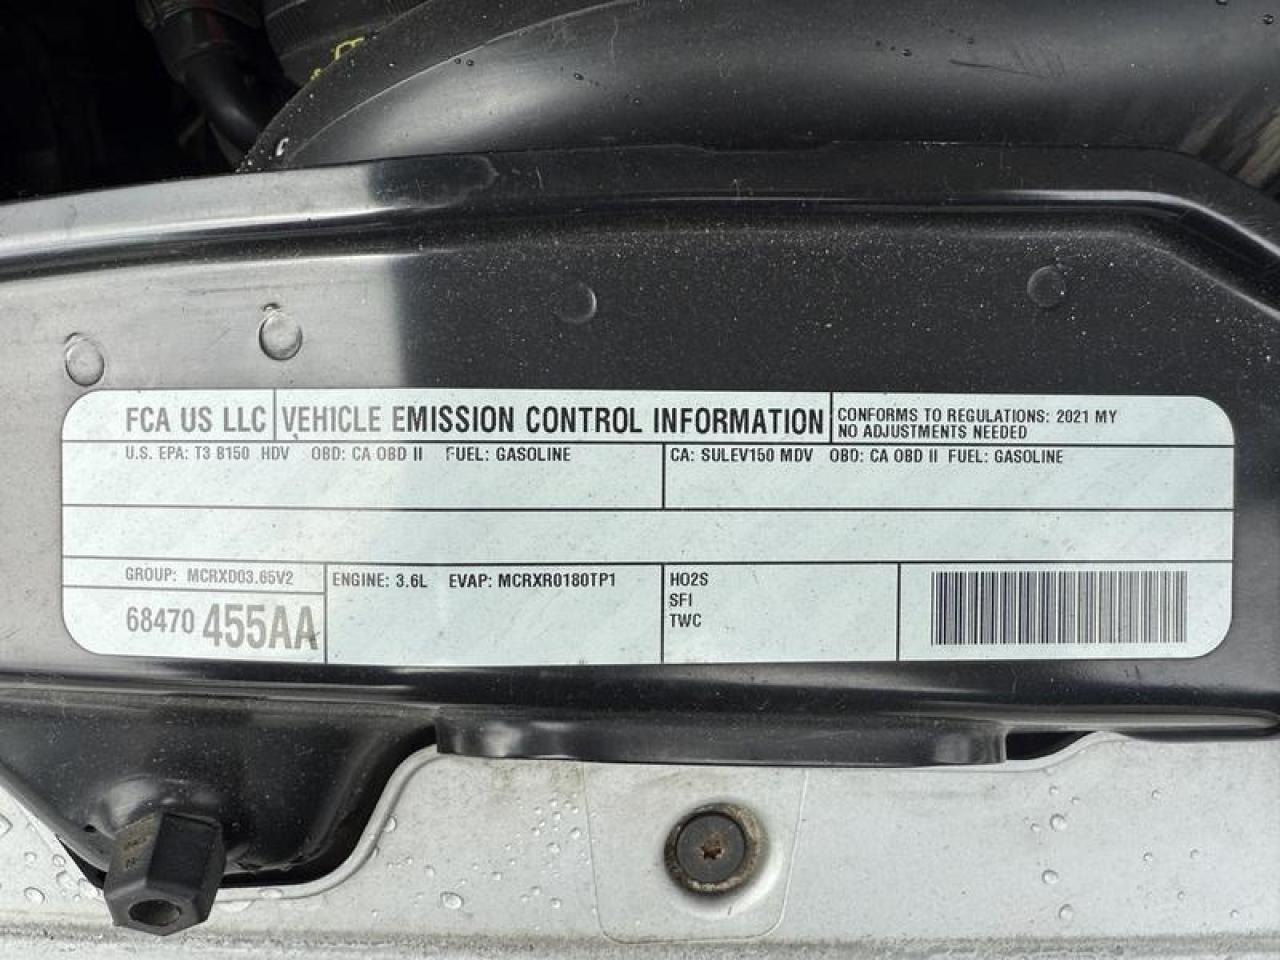 FCA US LLC VEHICLE EMISSION CONTROL INFORMATION
CONFORMS TO REGULATIONS: 2021 MY
NO ADJUSTMENTS NEEDED
U.S. EPA: T3 B150 HDV OBD: CA OBD II FUEL: GASOLINE
CA: SULEV150 MDV OBD: CA OBD II FUEL: GASOLINE
GROUP: MCRXD03.65V2
68470 455AA
ENGINE: 3.6L EVAP: MCRXR0180TP1
HO2S
SFI
TWC